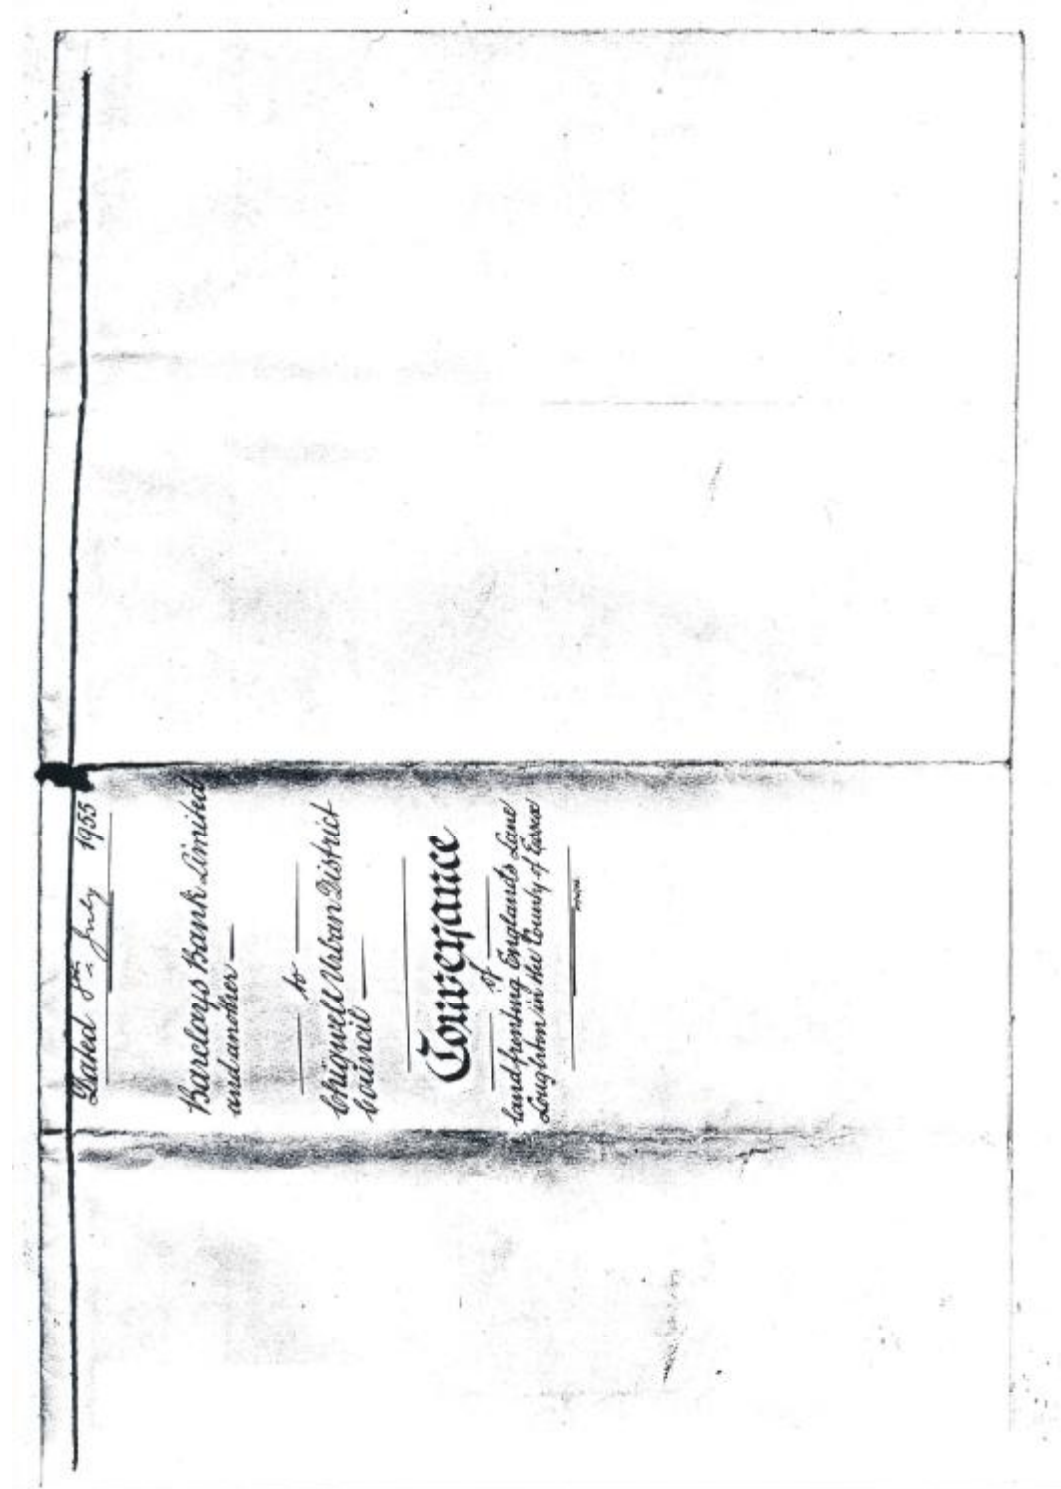 Dated 8th July 1955
Barclays Bank Limited
and another
to
Chigwell Urban District
Council
Conveyance
of
land fronting Englands Lane
Loughton in the County of Essex